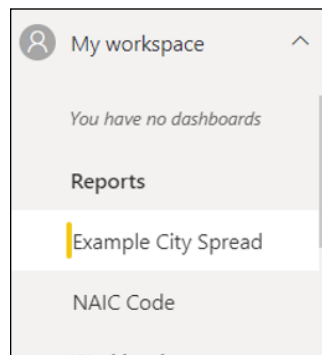 My workspace
You have no dashboards
Reports
Example City Spread
NAIC Code